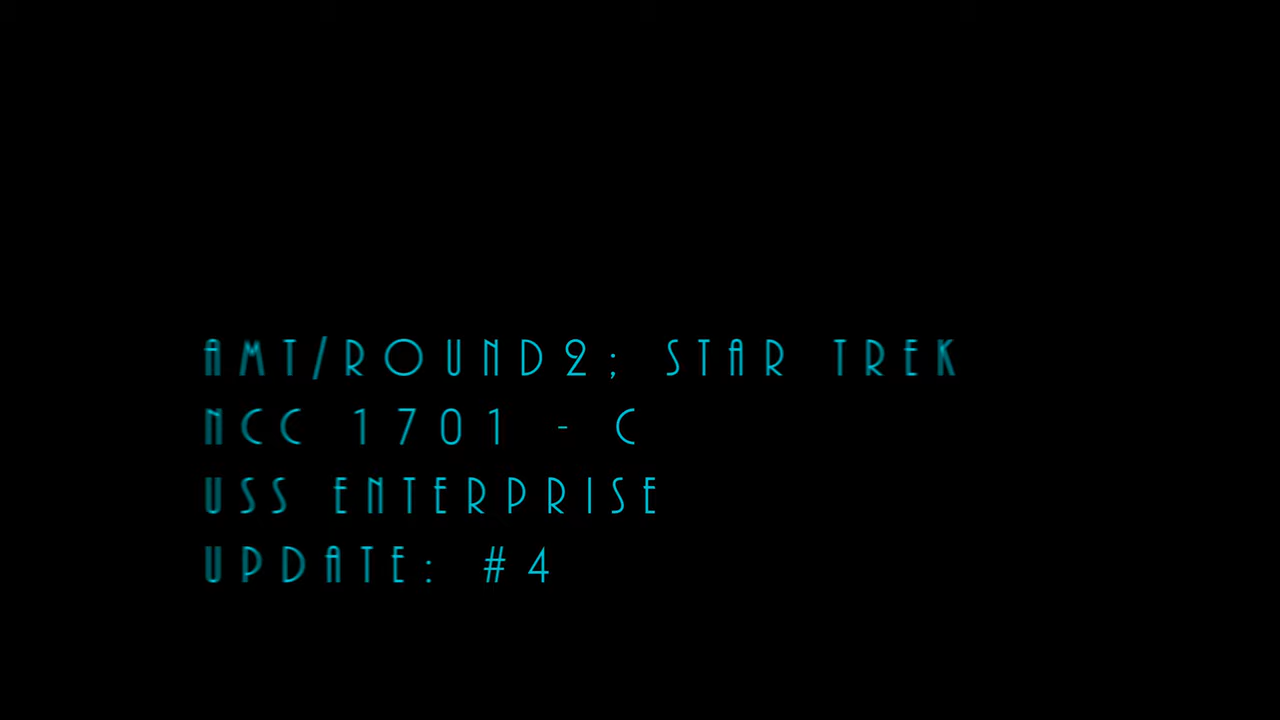 AMT/ROUND2; STAR TREK
NCC 1701 - C
USS ENTERPRISE
UPDATE: #4